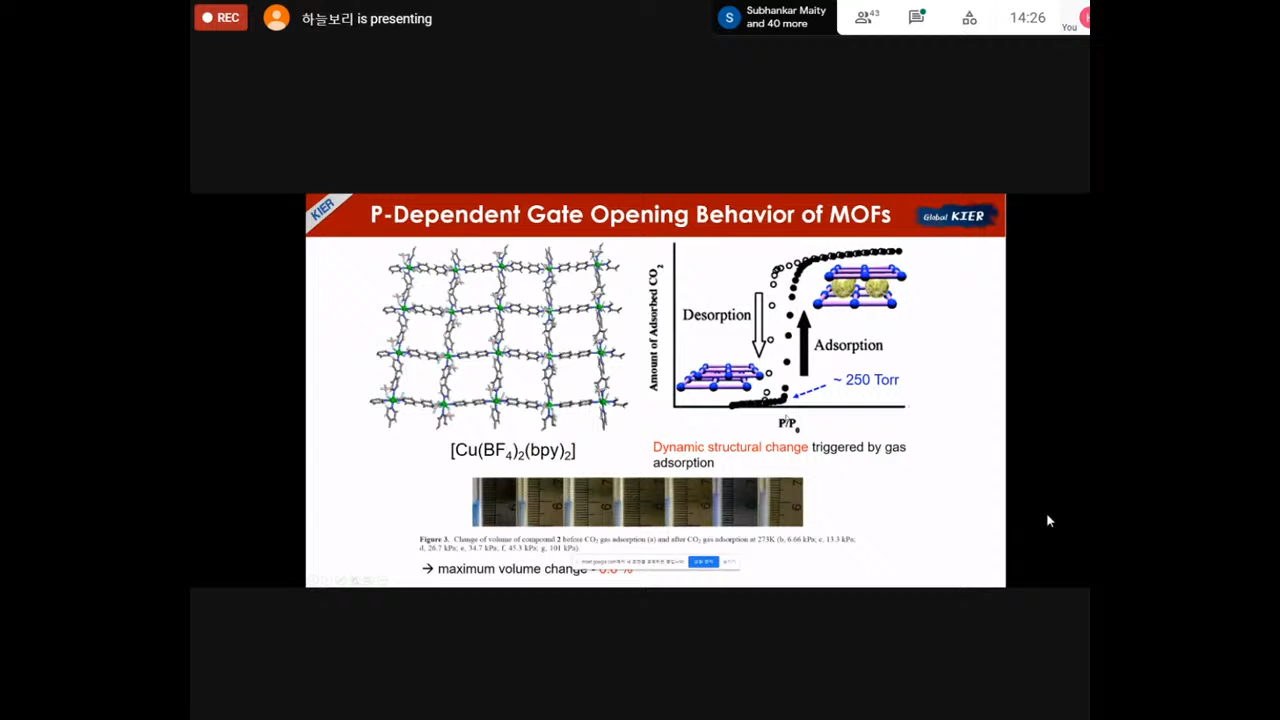 REC
하늘보리 is presenting
S
Subhankar Maity
and 40 more
43
14:26
You
KIER
P-Dependent Gate Opening Behavior of MOFs
Global KIER
Amount of Adsorbed CO2
Desorption
Adsorption
~ 250 Torr
P/P0
[Cu(BF4)2(bpy)2]
Dynamic structural change triggered by gas
adsorption
Figure 3. Change of volume of compound 2 before CO2 gas adsorption (a) and after CO2 gas adsorption at 273K (b, 6.66 kPa; c, 13.3 kPa;
d, 26.7 kPa; e, 34.7 kPa, f, 45.3 kPa; g, 101 kPa).
→ maximum volume change